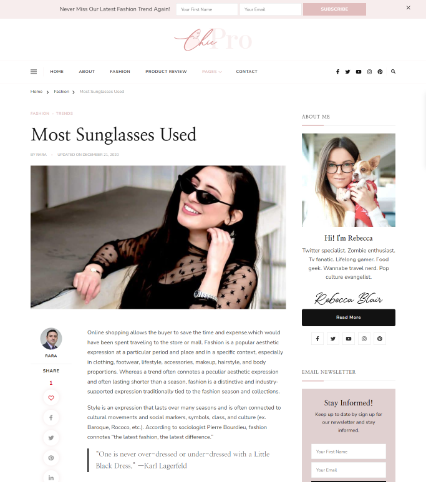 Never Miss Our Latest Fashion Trend Again!
Your First Name
Your Email
SUBSCRIBE
Chic Pro
HOME
ABOUT
FASHION
PRODUCT REVIEW
PAGES
CONTACT
Home > Fashion > Most Sunglasses Used
FASHION / TRENDS
Most Sunglasses Used
UPDATED ON DECEMBER 21, 2020
FARA
SHARE
1
Online shopping allows the buyer to save the time and expense which would
have been spent traveling to the store or mall. Fashion is a popular aesthetic
expression at a particular period and place and in a specific context, especially
in clothing, footwear, lifestyle, accessories, makeup, hairstyle, and body
proportions. Whereas a trend often connotes a peculiar aesthetic expression
and often lasting shorter than a season, fashion is a distinctive and industry-
supported expression traditionally tied to the fashion season and collections.
Style is an expression that lasts over many seasons and is often connected to
cultural movements and social markers, symbols, class, and culture (ex.
Baroque, Rococo, etc.). According to sociologist Pierre Bourdieu, fashion
connotes "the latest fashion, the latest difference."
"One is never over-dressed or under-dressed with a Little
Black Dress." —Karl Lagerfeld
ABOUT ME
Hi! I'm Rebecca
Twitter specialist. Zombie enthusiast.
Tv fanatic. Lifelong gamer. Food
geek. Wannabe travel nerd. Pop
culture evangelist.
Rebecca Blair
Read More
EMAIL NEWSLETTER
Stay Informed!
Keep up to date by sign up for
our newsletter and stay
informed.
Your First Name
Your Email